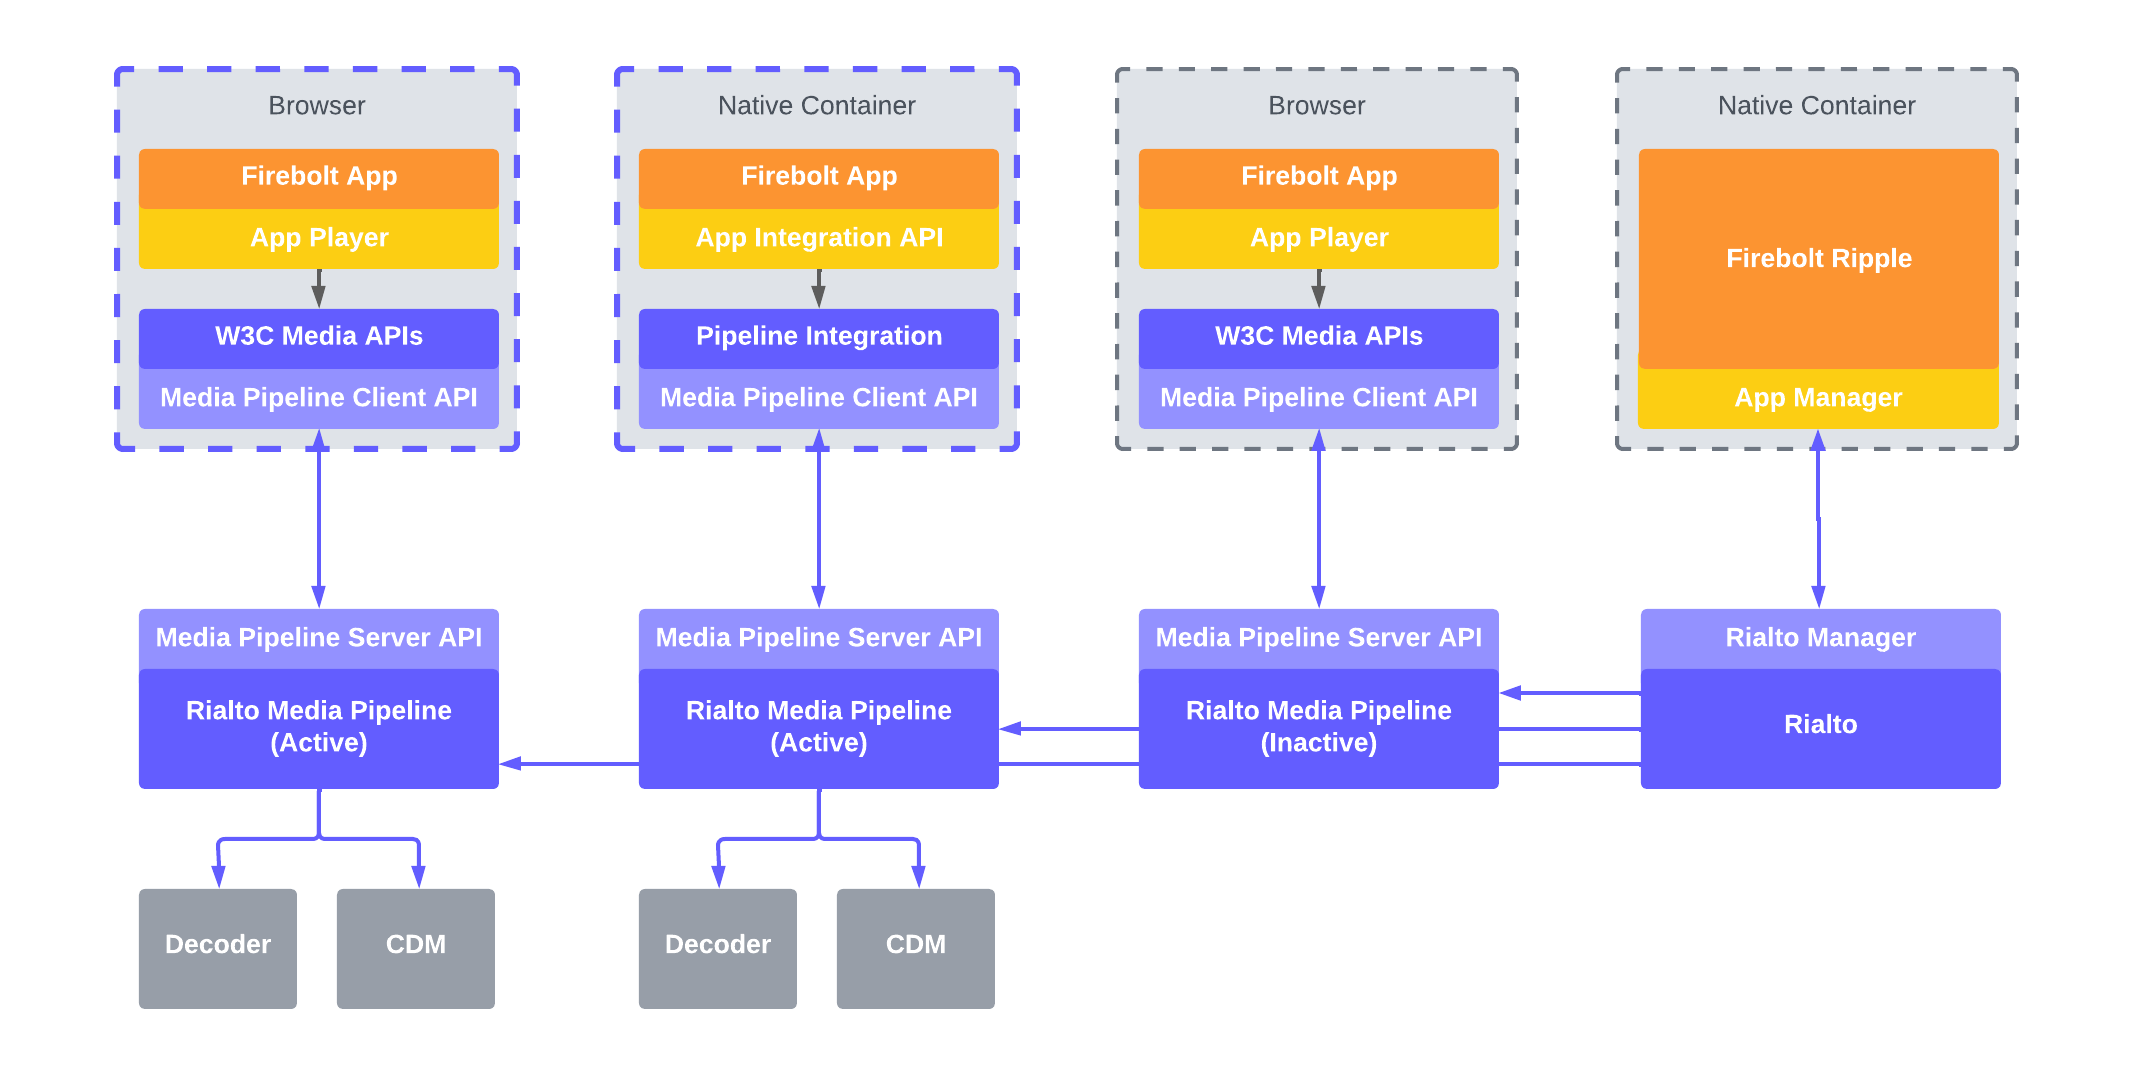 Browser
Native Container
Browser
Native Container
Firebolt App
Firebolt App
Firebolt App
App Player
App Integration API
App Player
Firebolt Ripple
W3C Media APIs
Pipeline Integration
W3C Media APIs
Media Pipeline Client API
Media Pipeline Client API
Media Pipeline Client API
App Manager
Media Pipeline Server API
Media Pipeline Server API
Media Pipeline Server API
Rialto Manager
Rialto Media Pipeline
(Active)
Rialto Media Pipeline
(Active)
Rialto Media Pipeline
(Inactive)
Rialto
Decoder
CDM
Decoder
CDM